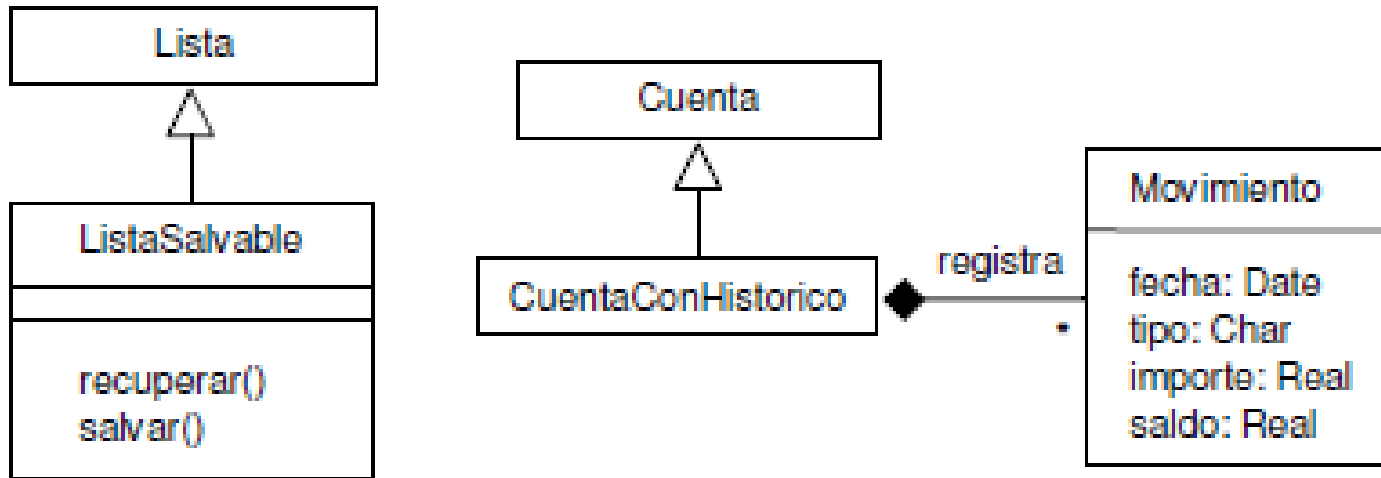 Lista
ListaSalvable
recuperar()
salvar()
Cuenta
CuentaConHistorico
registra
*
Movimiento
fecha: Date
tipo: Char
importe: Real
saldo: Real